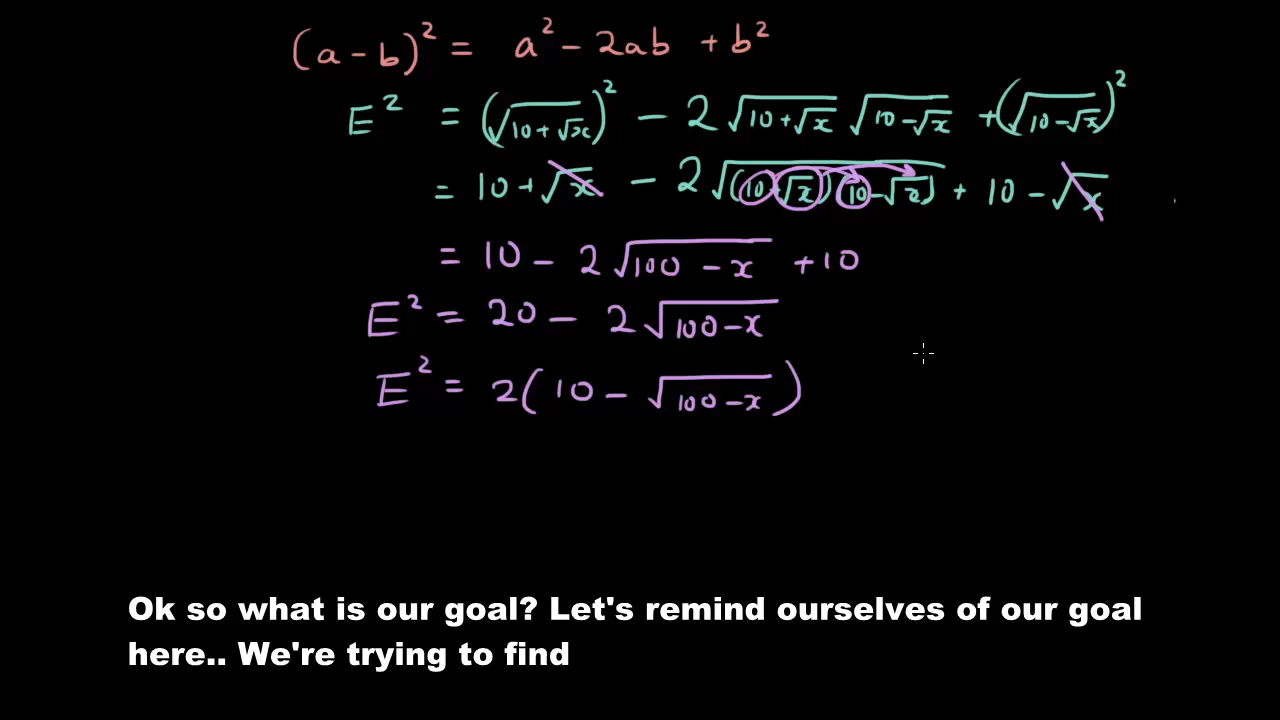 (a - b)² = a² - 2ab + b²
E² = (√(10 + √x))² - 2 √(10 + √x) √(10 - √x) + (√(10 - √x))²
= 10 + √x - 2 √((10 + √x)(10 - √x)) + 10 - √x
= 10 - 2 √(100 - x) + 10
E² = 20 - 2 √(100 - x)
E² = 2(10 - √(100 - x))
Ok so what is our goal? Let's remind ourselves of our goal
here.. We're trying to find